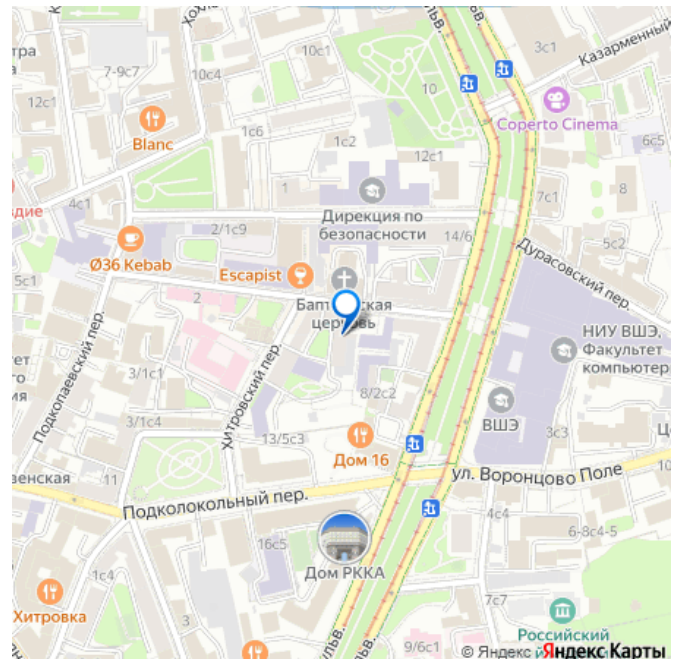 Хохл
10с1
Казарменный
3с1
7-9с7
10с4
10
12с1
Blanc
1с6
Coperto Cinema
1с2
6с5
12с1
1
4с1
Дирекция по
безопасности
7с1
8
2/1с9
14/6
5с2
Ø36 Kebab
Escapist
Дурасовский пер.
5с1
2
НИУ ВШЭ,
Факультет
компьютер
Подкопаевский пер.
Хитровский пер.
3/1с1
8/2с2
ВШЭ
3/1с4
13/5с3
Дом 16
3с3
11
ул. Воронцово Поле
Подколокольный пер.
4с4
16с5
6-8с4-5
Дом РККА
1с4
7с7
Хитровка
9/6с1
Российский
© Яндекс Яндекс Карты